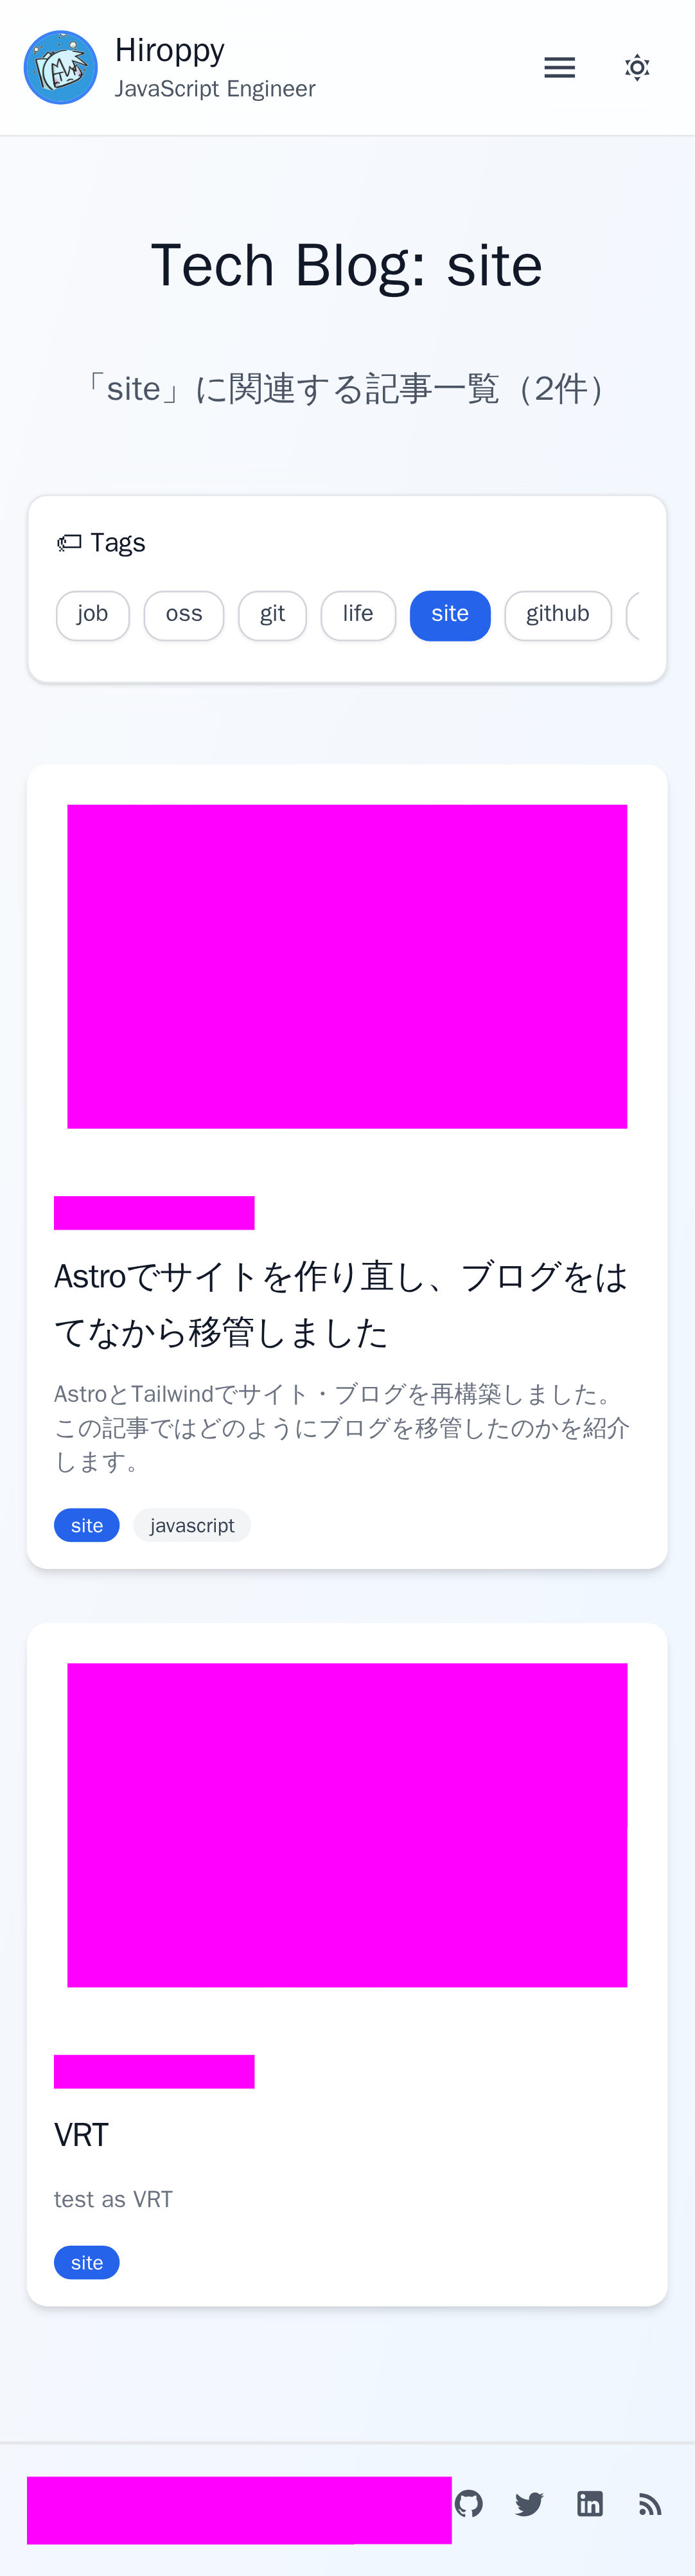 Hiroppy
JavaScript Engineer
Tech Blog: site
「site」に関連する記事一覧（2件）
Tags
job oss git life site github
Astroでサイトを作り直し、ブログをは
てなから移管しました
AstroとTailwindでサイト・ブログを再構築しました。
この記事ではどのようにブログを移管したのかを紹介
します。
site javascript
VRT
test as VRT
site